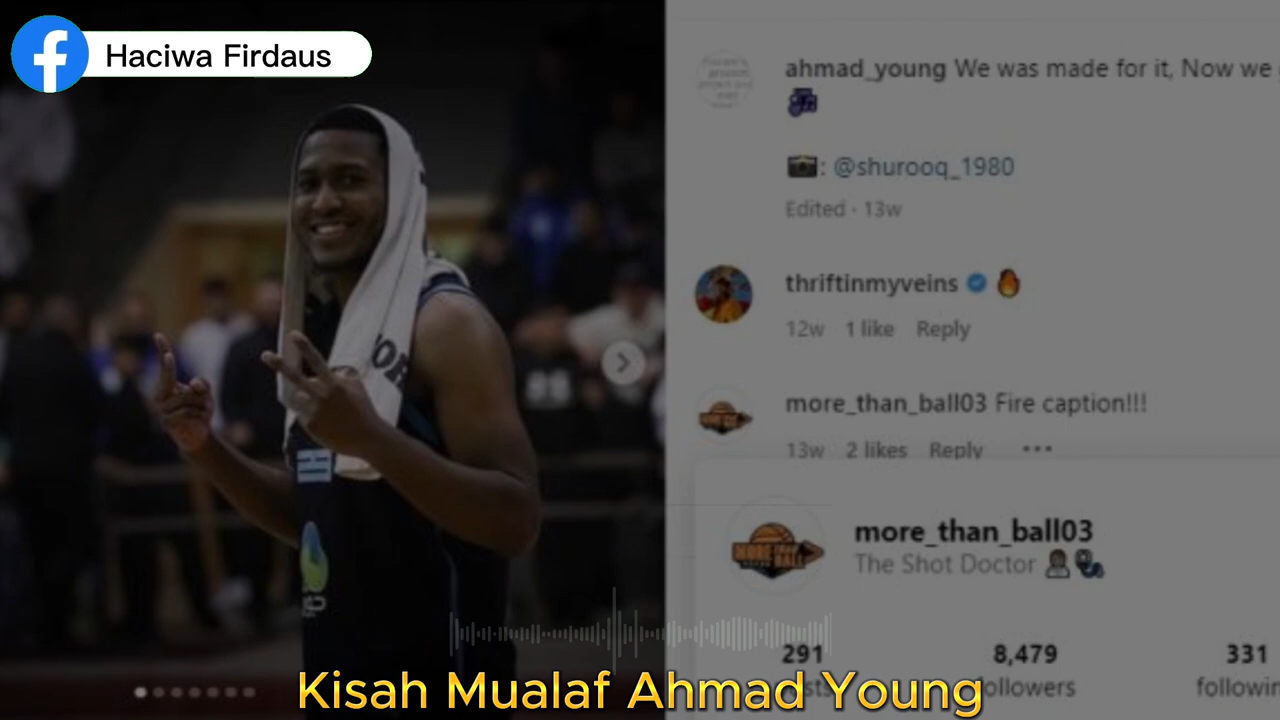 Haciwa Firdaus
ahmad_young We was made for it, Now we
📷: @shurooq_1980
Edited · 13w
thriftinmyveins 🔥
12w 1 like Reply
more_than_ball03 Fire caption!!!
13w 2 likes Reply •••
more_than_ball03
The Shot Doctor
291 8,479 331
followers
Kisah Mualaf Ahmad Young